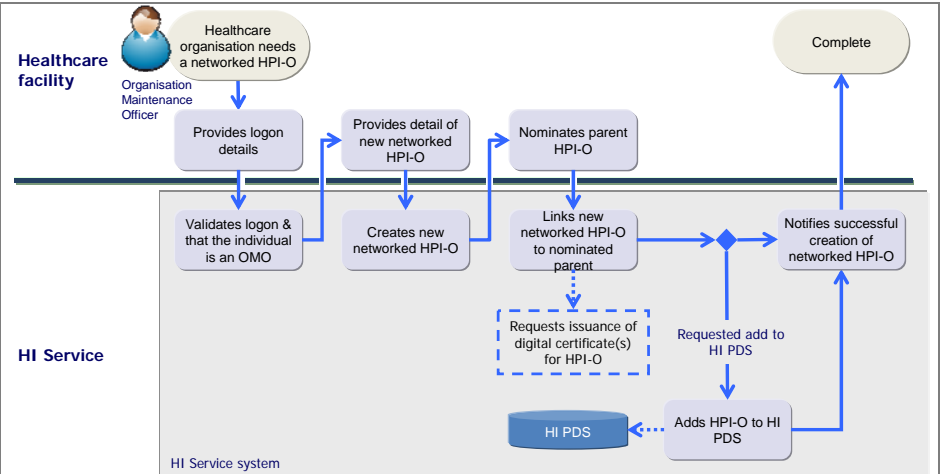 Healthcare
facility
Organisation
Maintenance
Officer
Healthcare
organisation needs
a networked HPI-O
Complete
Provides logon
details
Provides detail of
new networked
HPI-O
Nominates parent
HPI-O
HI Service
Validates logon &
that the individual
is an OMO
Creates new
networked HPI-O
Links new
networked HPI-O
to nominated
parent
Notifies successful
creation of
networked HPI-O
Requests issuance of
digital certificate(s)
for HPI-O
Requested add to
HI PDS
HI PDS
Adds HPI-O to HI
PDS
HI Service system